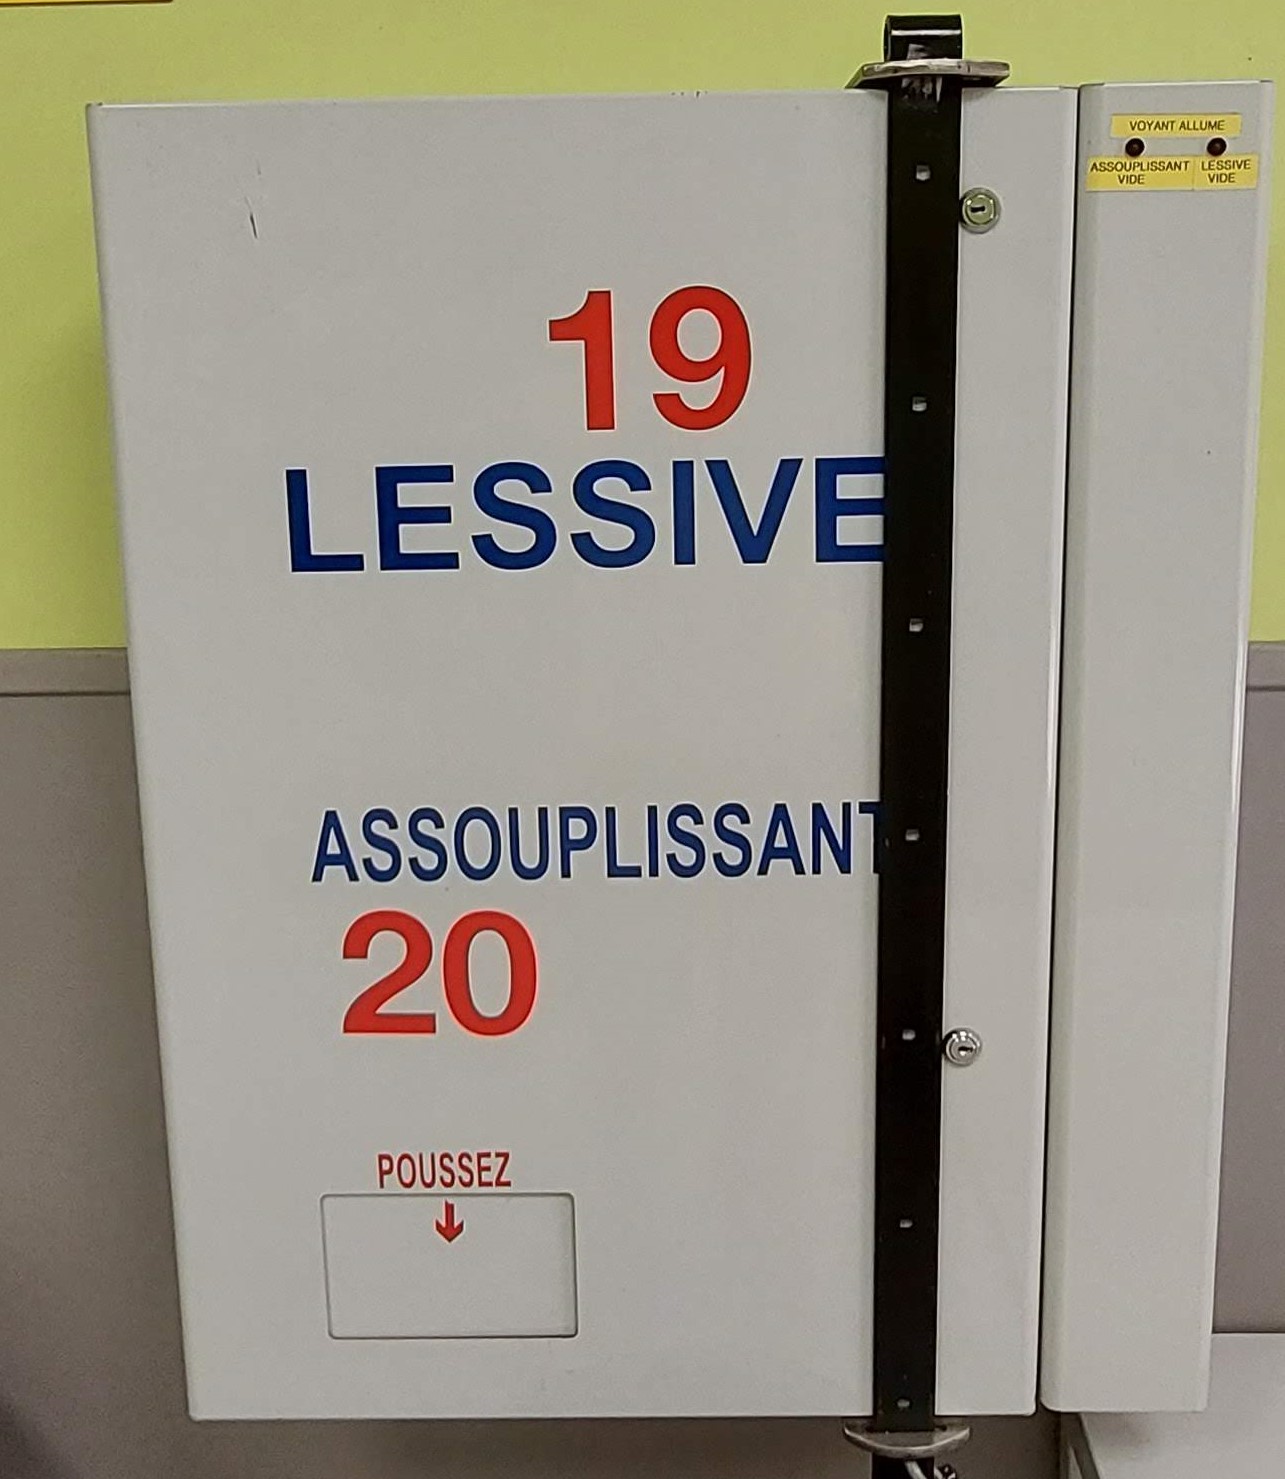 VOYANT ALLUME
ASSOUPLISSANT VIDE
LESSIVE VIDE
19
LESSIVE
ASSOUPLISSANT
20
POUSSEZ